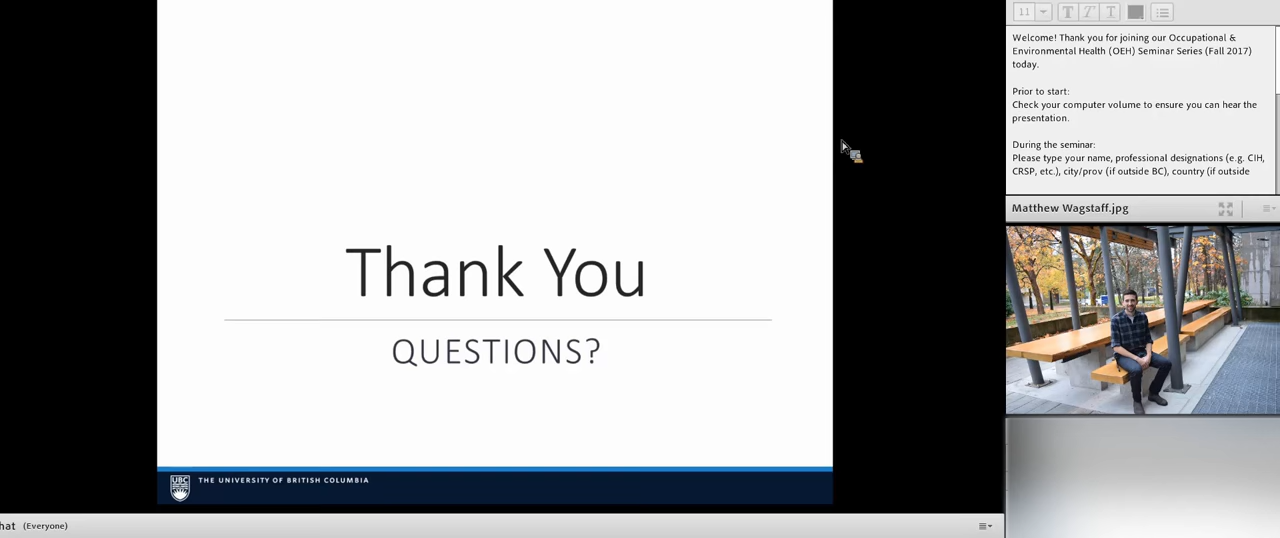 Thank You
QUESTIONS?
UBC
THE UNIVERSITY OF BRITISH COLUMBIA
hat (Everyone)
11
T T T
Welcome! Thank you for joining our Occupational &
Environmental Health (OEH) Seminar Series (Fall 2017)
today.
Prior to start:
Check your computer volume to ensure you can hear the
presentation.
During the seminar:
Please type your name, professional designations (e.g. CIH,
CRSP, etc.), city/prov (if outside BC), country (if outside
Matthew Wagstaff.jpg